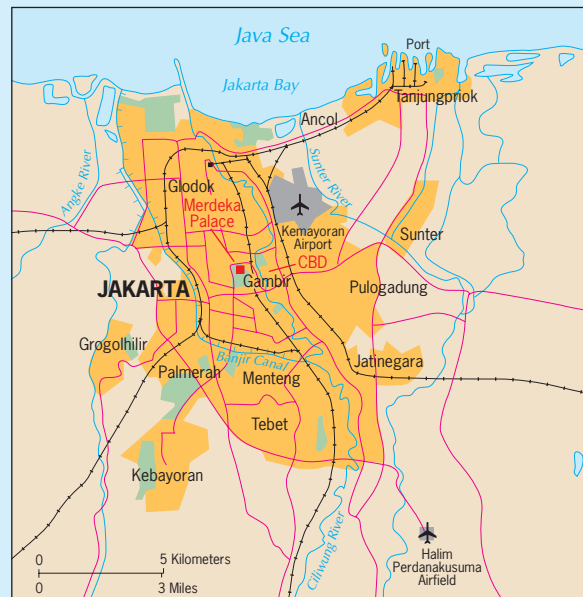 Java Sea
Port
Jakarta Bay
Tanjungpriok
Ancol
Angke River
Sunter River
Glodok
Merdeka
Palace
Kemayoran
Airport
Sunter
CBD
Gambir
JAKARTA
Pulogadung
Grogolhilir
Banjir Canal
Jatinegara
Palmerah
Menteng
Tebet
Kebayoran
Ciliwung River
Halim
Perdanakusuma
Airfield
0 5 Kilometers
0 3 Miles